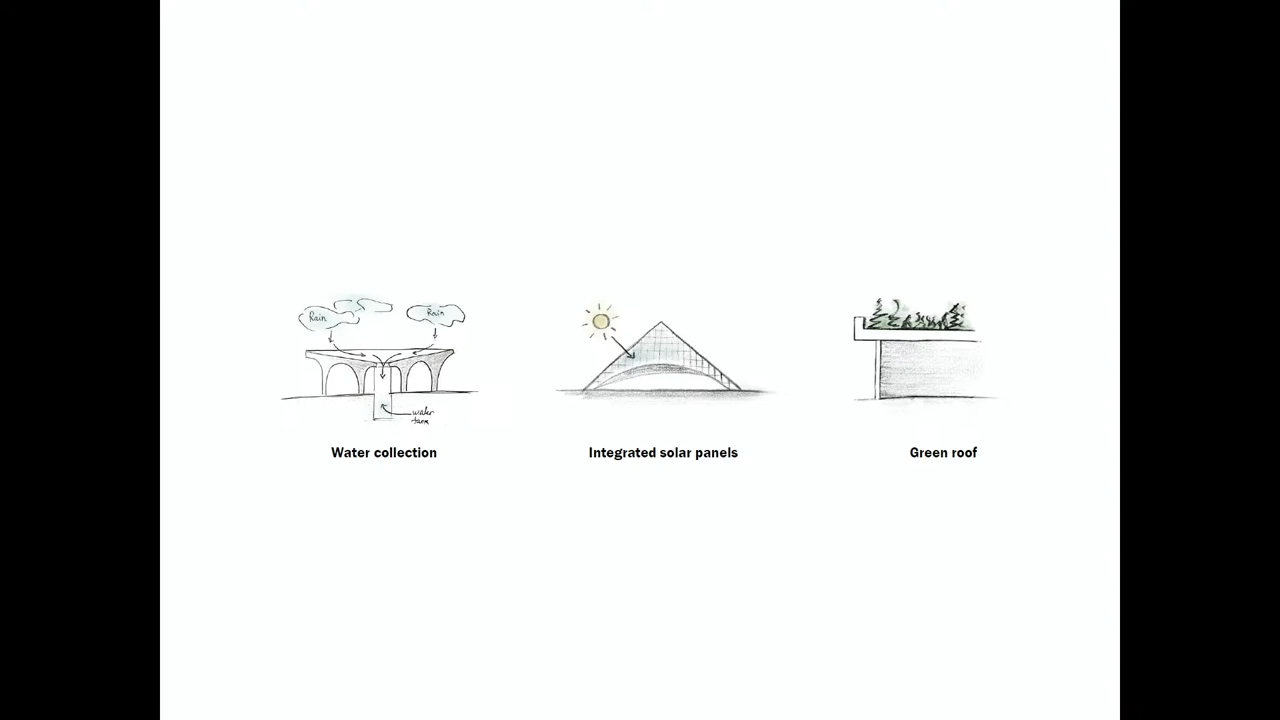 Rain
Rain
water
tank
Water collection
Integrated solar panels
Green roof